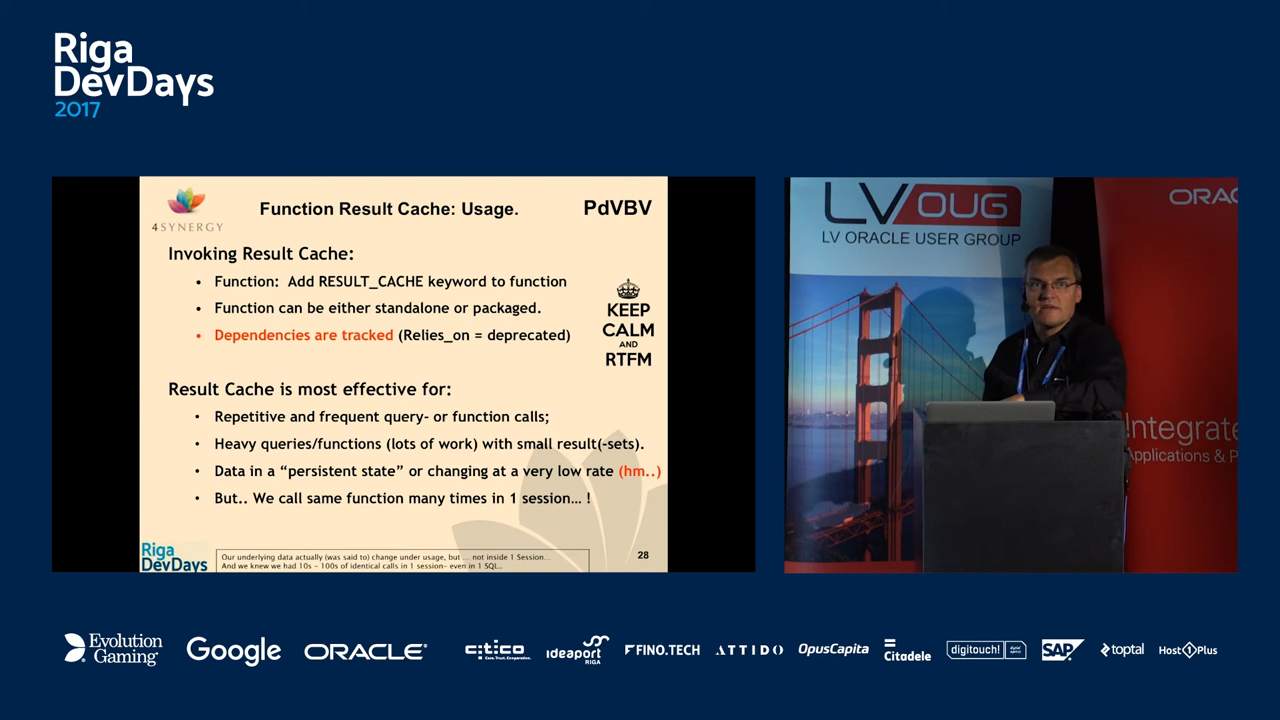 Riga
DevDays
2017
4SYNERGY
Function Result Cache: Usage.
PdVBV
Invoking Result Cache:
• Function: Add RESULT_CACHE keyword to function
• Function can be either standalone or packaged.
• Dependencies are tracked (Relies_on = deprecated)
KEEP
CALM
AND
RTFM
Result Cache is most effective for:
• Repetitive and frequent query- or function calls;
• Heavy queries/functions (lots of work) with small result(-sets).
• Data in a “persistent state” or changing at a very low rate (hm..)
• But.. We call same function many times in 1 session… !
Riga
DevDays
Our underlying data actually (was said to) change under usage, but … not inside 1 Session…
And we knew we had 10s – 100s of identical calls in 1 session– even in 1 SQL..
28
LVOUG
LV ORACLE USER GROUP
ORAC
Integrate
Applications & P
Evolution
Gaming
Google
ORACLE
citico
Care. Trust. Cooperation.
ideaport
RIGA
FINO.TECH
ATTIDO
OpusCapita
Citadele
digitouch!
SAP
toptal
Host1Plus